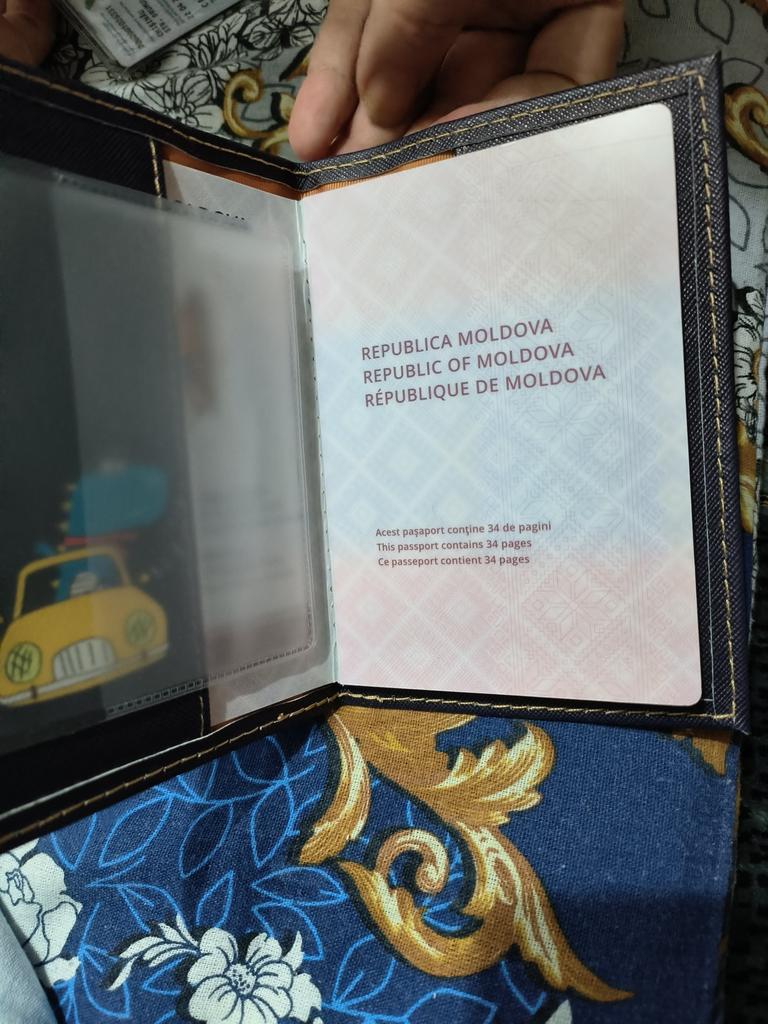 REPUBLICA MOLDOVA
REPUBLIC OF MOLDOVA
RÉPUBLIQUE DE MOLDOVA
Acest paşaport conţine 34 de pagini
This passport contains 34 pages
Ce passeport contient 34 pages